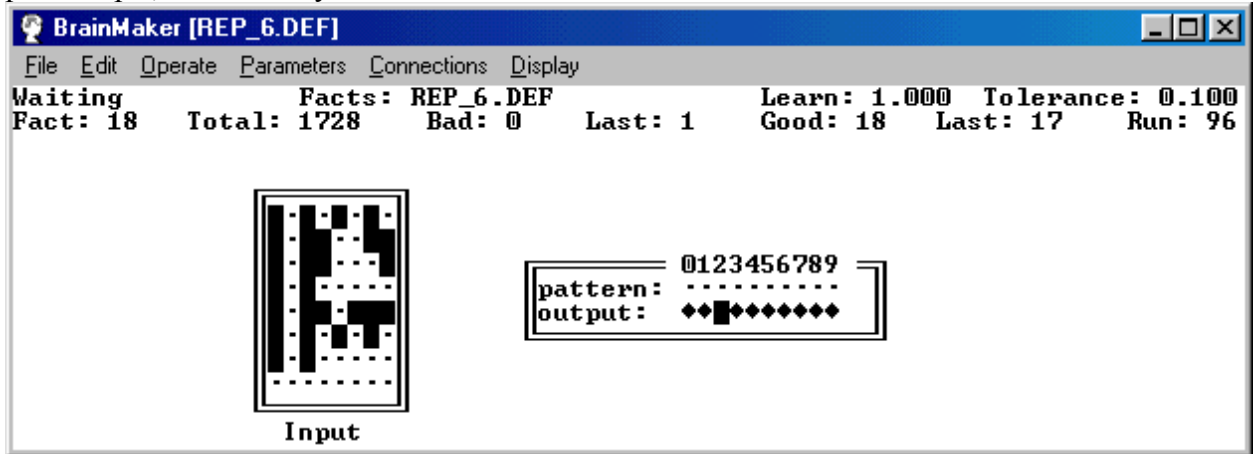 BrainMaker [REP_6.DEF]
File Edit Operate Parameters Connections Display
Waiting Facts: REP_6.DEF Learn: 1.000 Tolerance: 0.100
Fact: 18 Total: 1728 Bad: 0 Last: 1 Good: 18 Last: 17 Run: 96
0123456789
pattern: ----------
output: ♦♦█♦♦♦♦♦♦♦
Input